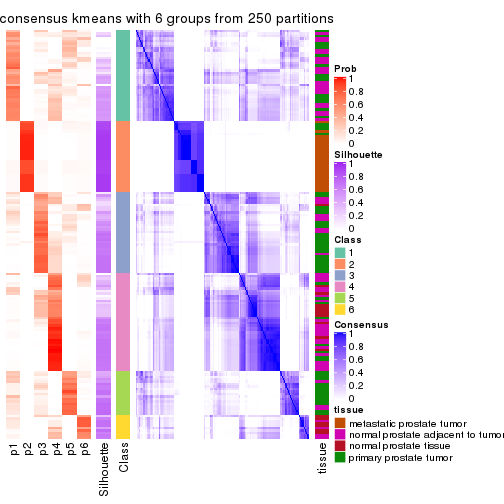 consensus kmeans with 6 groups from 250 partitions
Prob
1
0.8
0.6
0.4
0.2
0
Silhouette
1
0.8
0.6
0.4
0.2
0
Class
1
2
3
4
5
6
Consensus
1
0.8
0.6
0.4
0.2
0
tissue
metastatic prostate tumor
normal prostate adjacent to tumor
normal prostate tissue
primary prostate tumor
p1
p2
p3
p4
p5
p6
Silhouette
Class
tissue